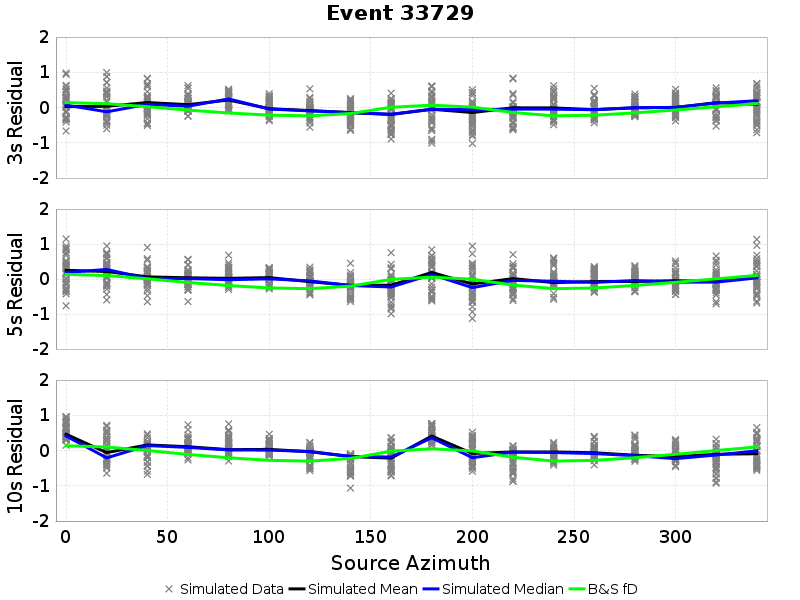 Event 33729
3s Residual
2
1
0
-1
-2
5s Residual
2
1
0
-1
-2
10s Residual
2
1
0
-1
-2
0 50 100 150 200 250 300
Source Azimuth
× Simulated Data Simulated Mean Simulated Median B&S fD